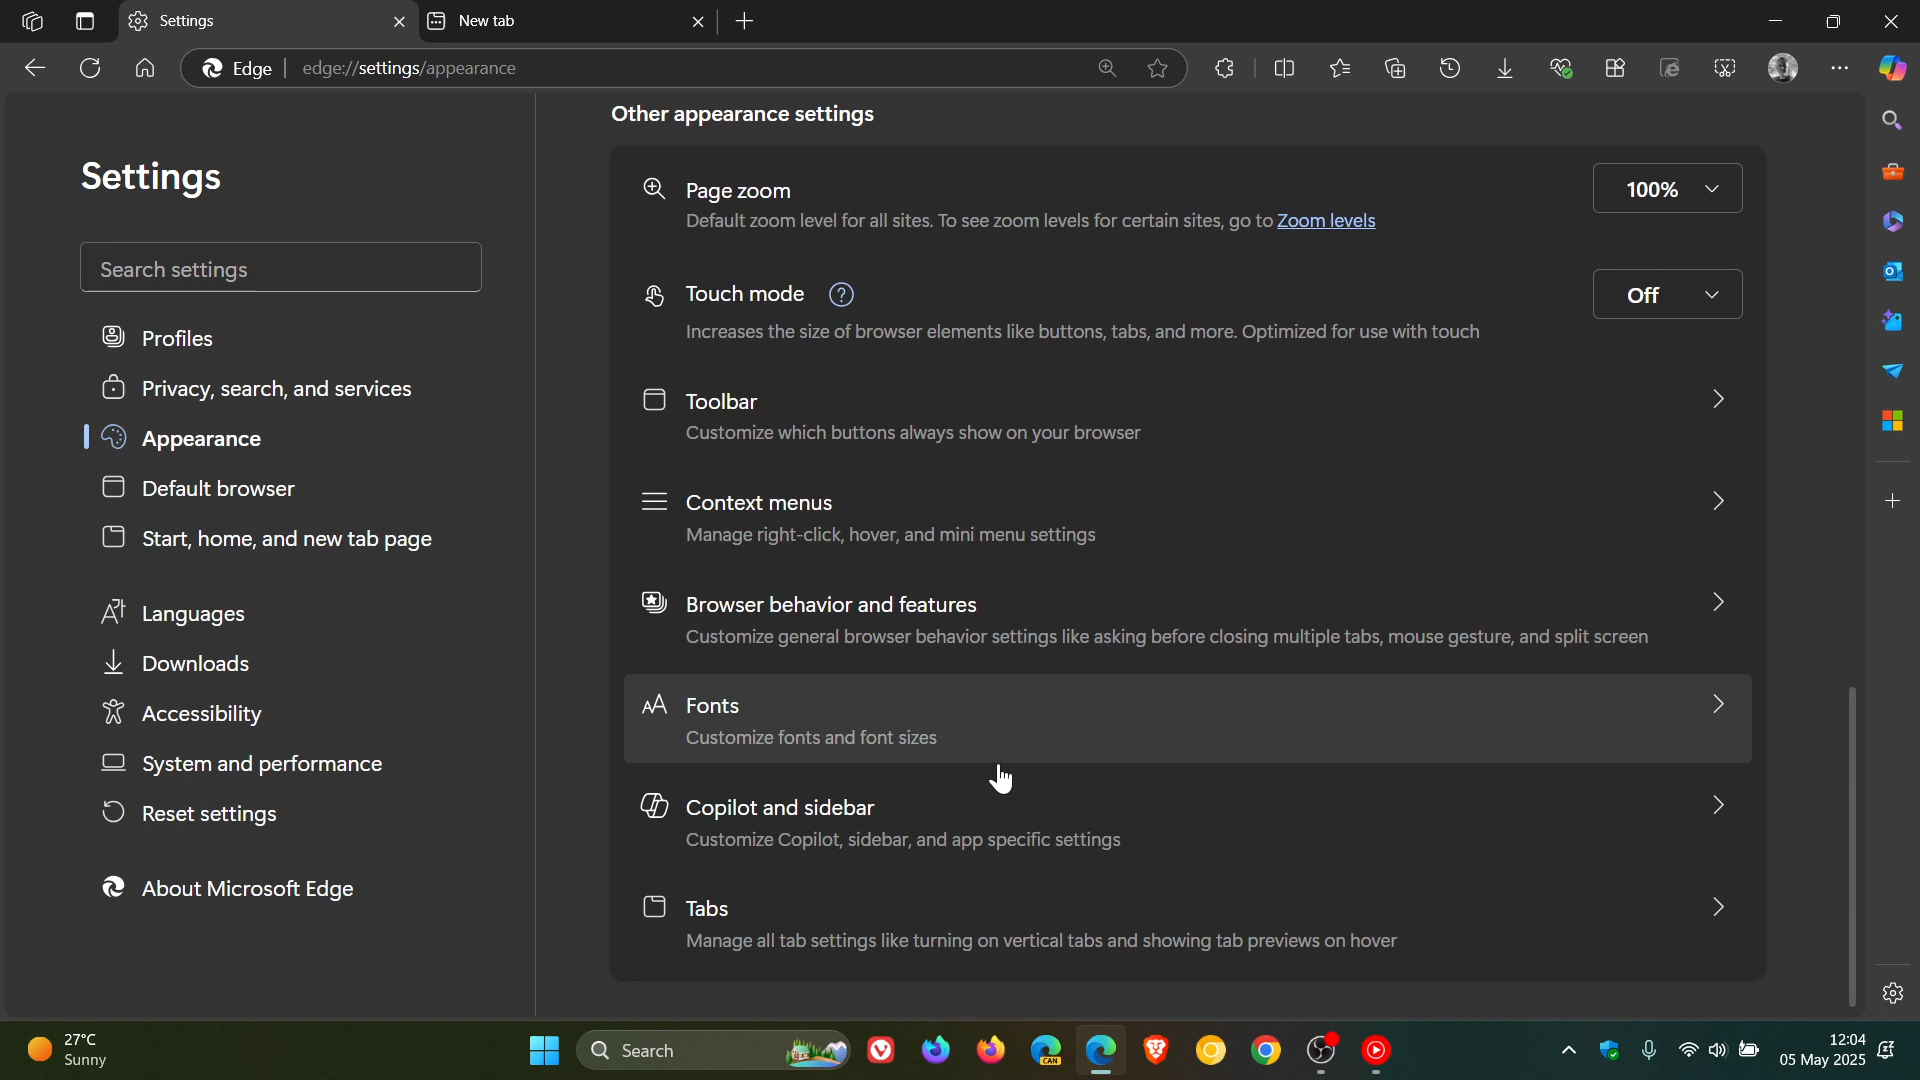 Settings
New tab
Edge
edge://settings/appearance
Other appearance settings
Settings
Search settings
Profiles
Privacy, search, and services
Appearance
Default browser
Start, home, and new tab page
Languages
Downloads
Accessibility
System and performance
Reset settings
About Microsoft Edge
Page zoom
Default zoom level for all sites. To see zoom levels for certain sites, go to Zoom levels
100%
Touch mode
Increases the size of browser elements like buttons, tabs, and more. Optimized for use with touch
Off
Toolbar
Customize which buttons always show on your browser
Context menus
Manage right-click, hover, and mini menu settings
Browser behavior and features
Customize general browser behavior settings like asking before closing multiple tabs, mouse gesture, and split screen
Fonts
Customize fonts and font sizes
Copilot and sidebar
Customize Copilot, sidebar, and app specific settings
Tabs
Manage all tab settings like turning on vertical tabs and showing tab previews on hover
27°C
Sunny
Search
CAN
12:04
05 May 2025